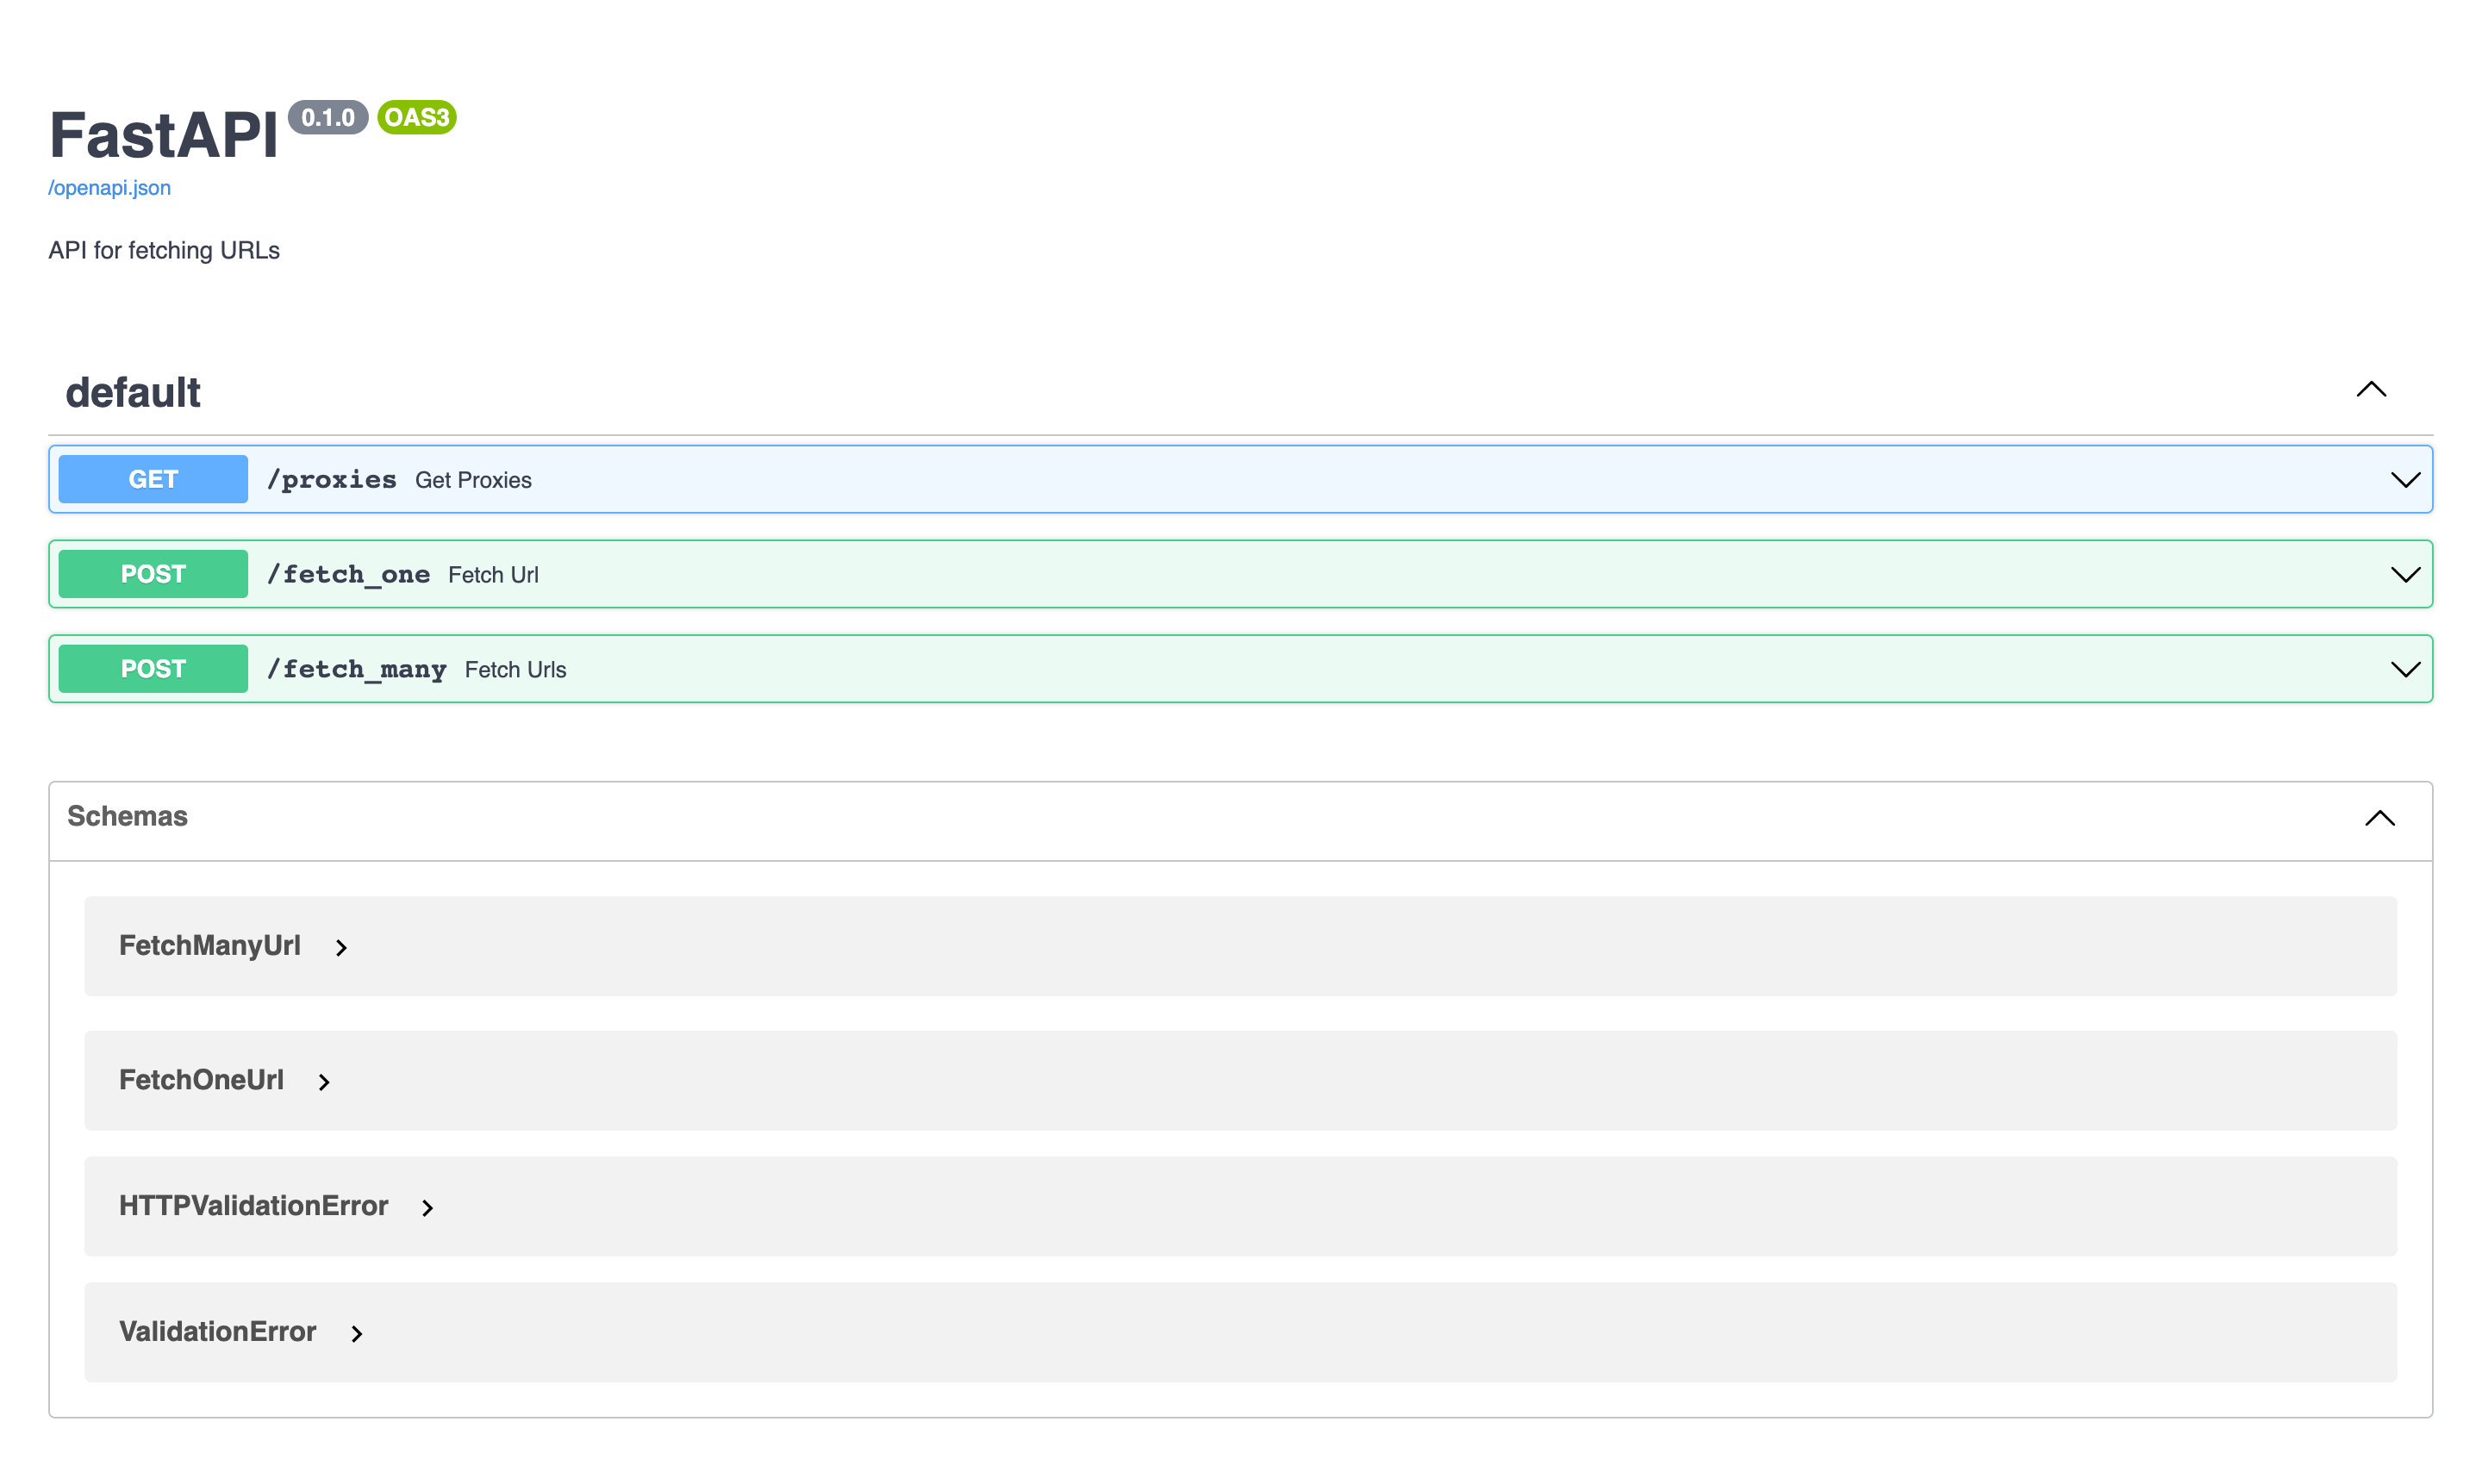 FastAPI 0.1.0 OAS3
/openapi.json
API for fetching URLs
default
GET /proxies Get Proxies
POST /fetch_one Fetch Url
POST /fetch_many Fetch Urls
Schemas
FetchManyUrl
FetchOneUrl
HTTPValidationError
ValidationError